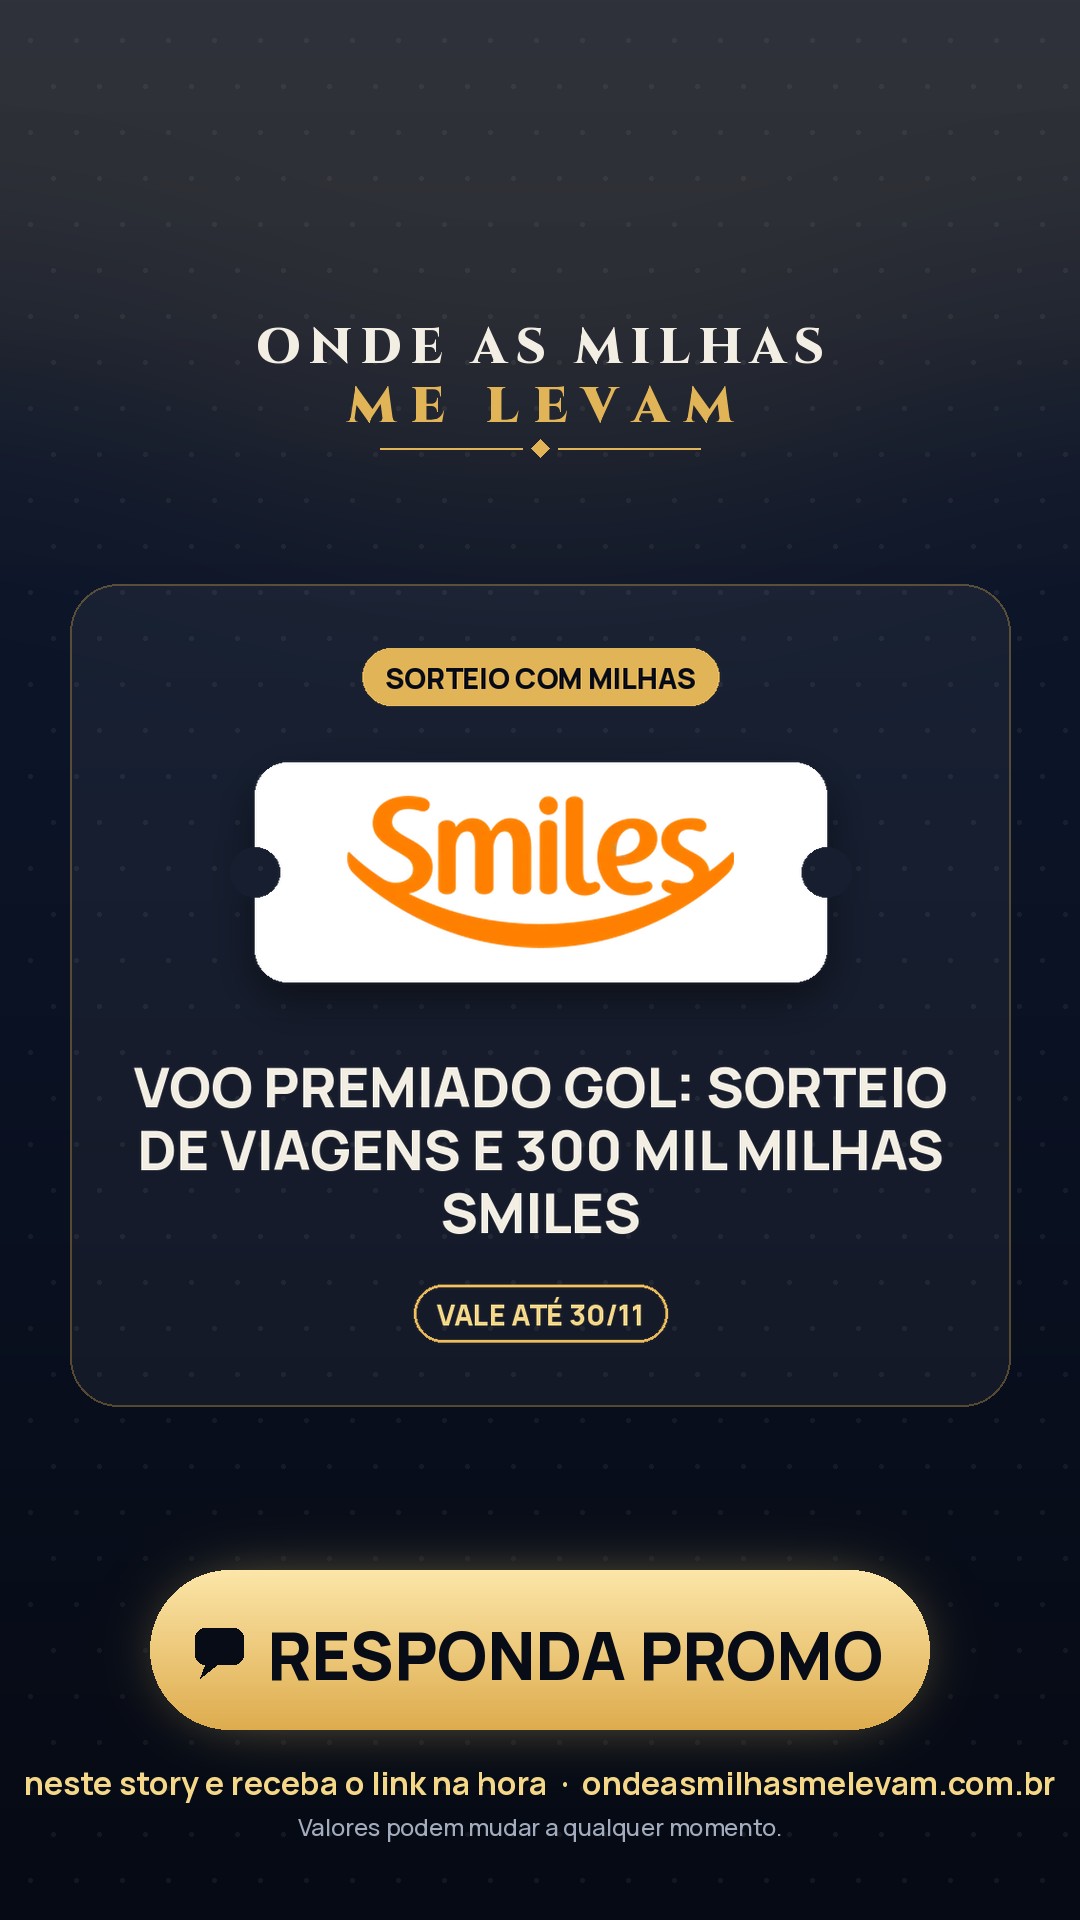 ONDE AS MILHAS
ME LEVAM
SORTEIO COM MILHAS
Smiles
VOO PREMIADO GOL: SORTEIO
DE VIAGENS E 300 MIL MILHAS
SMILES
VALE ATÉ 30/11
RESPONDA PROMO
neste story e receba o link na hora · ondeasmilhasmelevam.com.br
Valores podem mudar a qualquer momento.